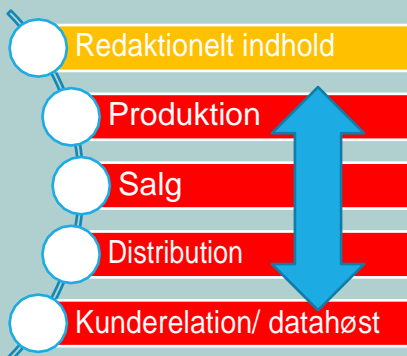 Redaktionelt indhold
Produktion
Salg
Distribution
Kunderelation/ datahøst